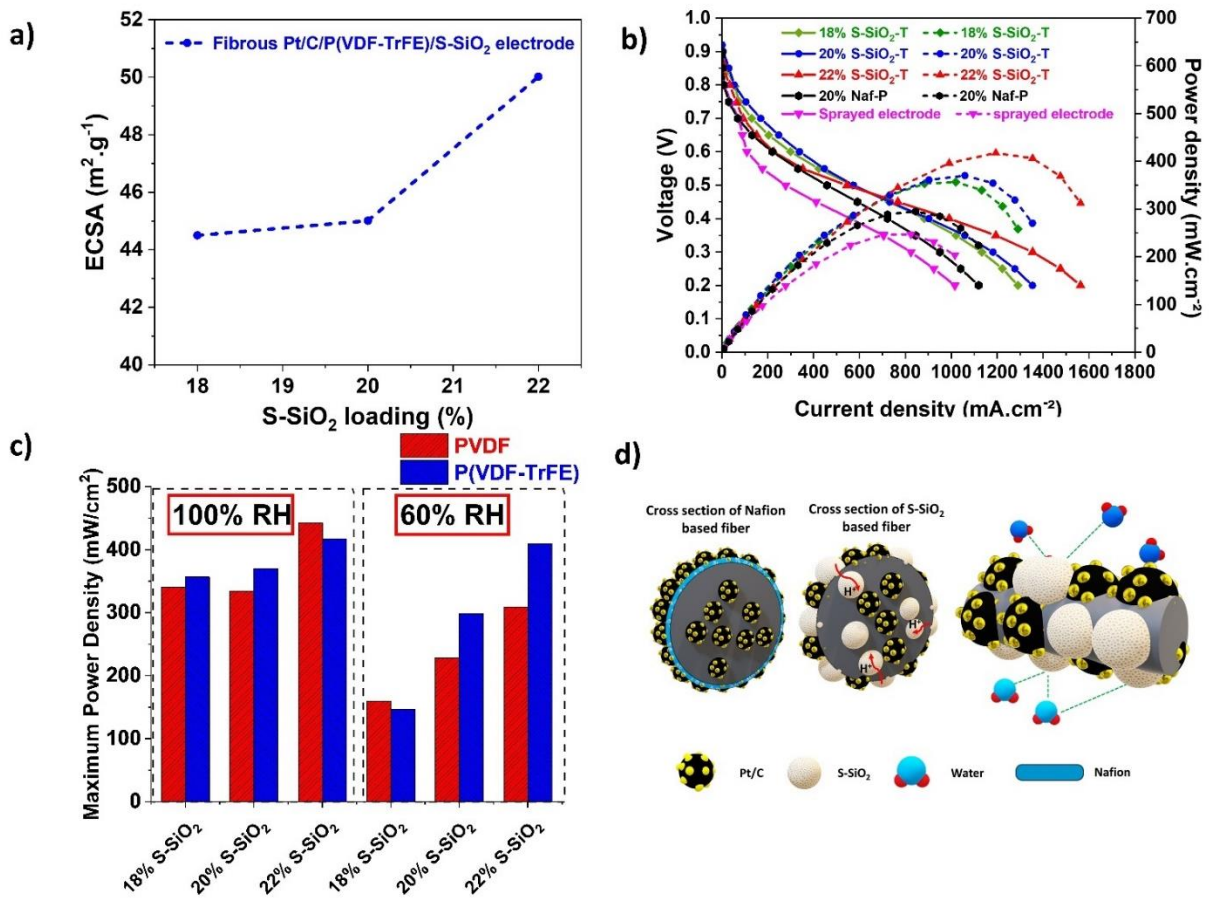 a)
Fibrous Pt/C/P(VDF-TrFE)/S-SiO₂ electrode
ECSA (m².g⁻¹)
52
50
48
46
44
42
40
18 19 20 21 22
S-SiO₂ loading (%)
b)
18% S-SiO₂-T 18% S-SiO₂-T
20% S-SiO₂-T 20% S-SiO₂-T
22% S-SiO₂-T 22% S-SiO₂-T
20% Naf-P 20% Naf-P
Sprayed electrode sprayed electrode
Voltage (V)
1.0
0.9
0.8
0.7
0.6
0.5
0.4
0.3
0.2
0.1
0.0
700
600
500
400
300
200
100
0
Power density (mW.cm⁻²)
0 200 400 600 800 1000 1200 1400 1600 1800
Current density (mA.cm⁻²)
c)
PVDF
P(VDF-TrFE)
100% RH
60% RH
Maximum Power Density (mW/cm²)
500
400
300
200
100
0
18% S-SiO₂
20% S-SiO₂
22% S-SiO₂
18% S-SiO₂
20% S-SiO₂
22% S-SiO₂
d)
Cross section of Nafion
based fiber
Cross section of S-SiO₂
based fiber
H⁺
H⁺
H⁺
Pt/C
S-SiO₂
Water
Nafion